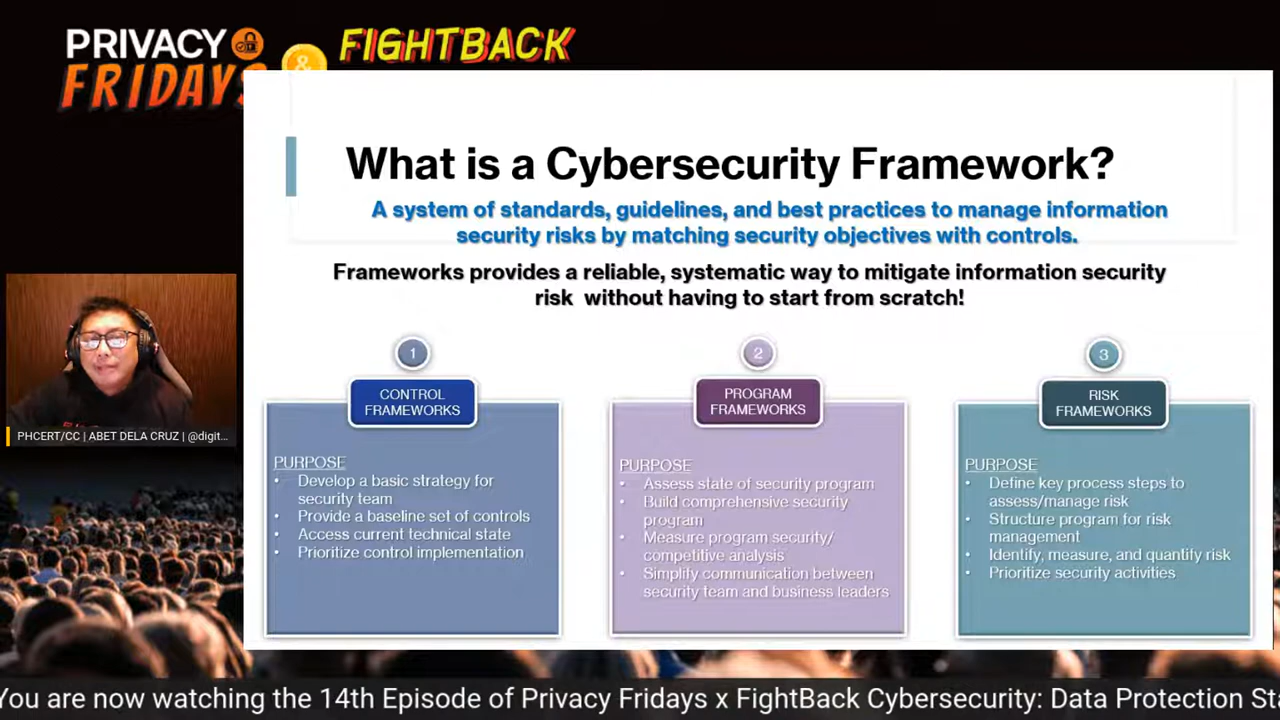 PRIVACY
FRIDAYS
&
FIGHTBACK
What is a Cybersecurity Framework?
A system of standards, guidelines, and best practices to manage information
security risks by matching security objectives with controls.
Frameworks provides a reliable, systematic way to mitigate information security
risk without having to start from scratch!
1
CONTROL
FRAMEWORKS
PURPOSE
• Develop a basic strategy for
security team
• Provide a baseline set of controls
• Access current technical state
• Prioritize control implementation
2
PROGRAM
FRAMEWORKS
PURPOSE
• Assess state of security program
• Build comprehensive security
program
• Measure program security/
competitive analysis
• Simplify communication between
security team and business leaders
3
RISK
FRAMEWORKS
PURPOSE
• Define key process steps to
assess/manage risk
• Structure program for risk
management
• Identify, measure, and quantify risk
• Prioritize security activities
PHCERT/CC | ABET DELA CRUZ | @digit...
You are now watching the 14th Episode of Privacy Fridays x FightBack Cybersecurity: Data Protection Sta